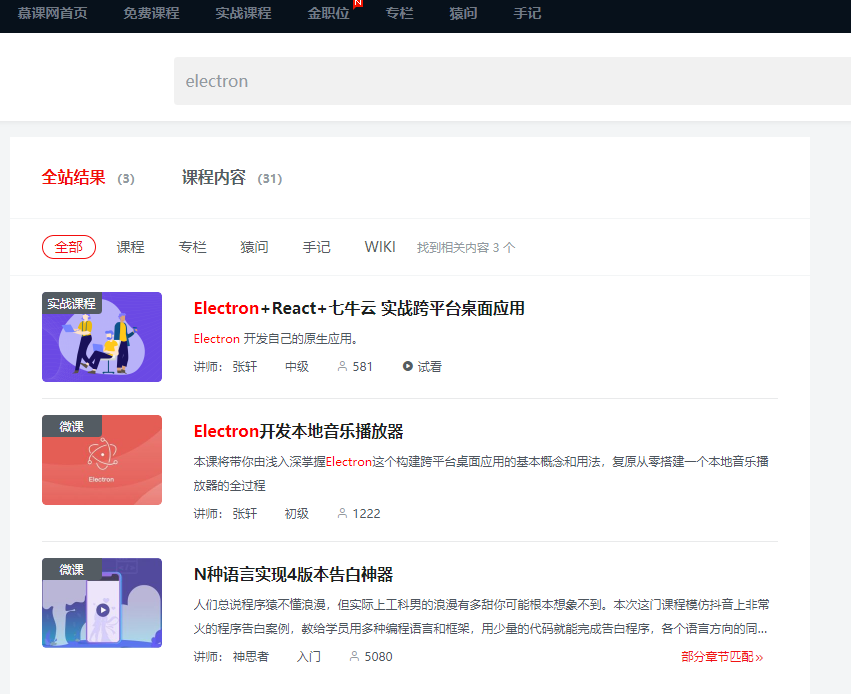 慕课网首页 免费课程 实战课程 金职位 N 专栏 猿问 手记
electron
全站结果 (3) 课程内容 (31)
全部 课程 专栏 猿问 手记 WIKI 找到相关内容 3 个
实战课程
Electron+React+七牛云 实战跨平台桌面应用
Electron 开发自己的原生应用。
讲师: 张轩 中级 581 试看
微课
Electron
Electron开发本地音乐播放器
本课将带你由浅入深掌握Electron这个构建跨平台桌面应用的基本概念和用法，复原从零搭建一个本地音乐播
放器的全过程
讲师: 张轩 初级 1222
微课
N种语言实现4版本告白神器
人们总说程序猿不懂浪漫，但实际上工科男的浪漫有多甜你可能根本想象不到。本次这门课程模仿抖音上非常
火的程序告白案例，教给学员用多种编程语言和框架，用少量的代码就能完成告白程序，各个语言方向的同...
讲师: 神思者 入门 5080 部分章节匹配»